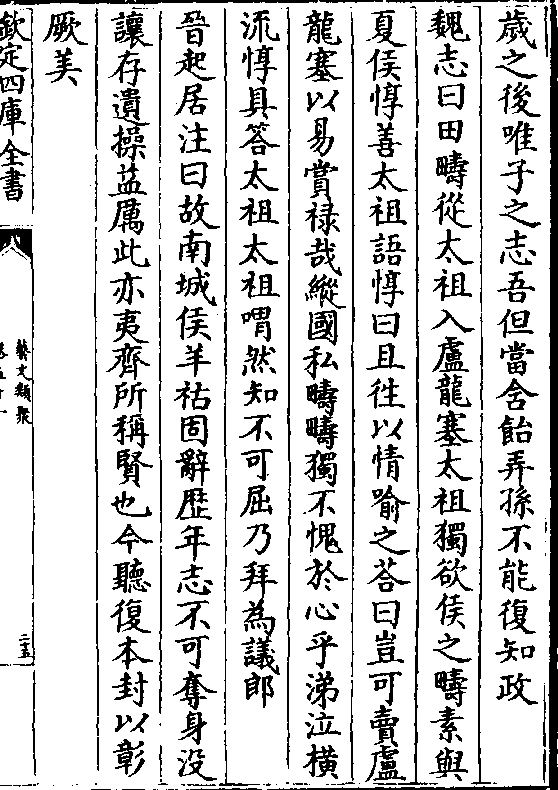 歲之後唯子之志吾但當含飴弄孫不能復知政
魏志曰田疇從太祖入盧龍塞太祖獨欲侯之疇素與
夏侯惇善太祖語惇曰且往以情喻之荅曰豈可賣盧
龍塞以易賞禄哉縱國私疇疇獨不愧於心乎涕泣橫
流惇具答太祖太祖喟然知不可屈乃拜為議郎
晉起居注曰故南城侯羊祜固辭歴年志不可奪身没
讓存遺操益厲此亦夷齊所稱賢也今聽復本封以彰
厥美
欽定四庫全書
藝文類聚
卷五十一
二十五